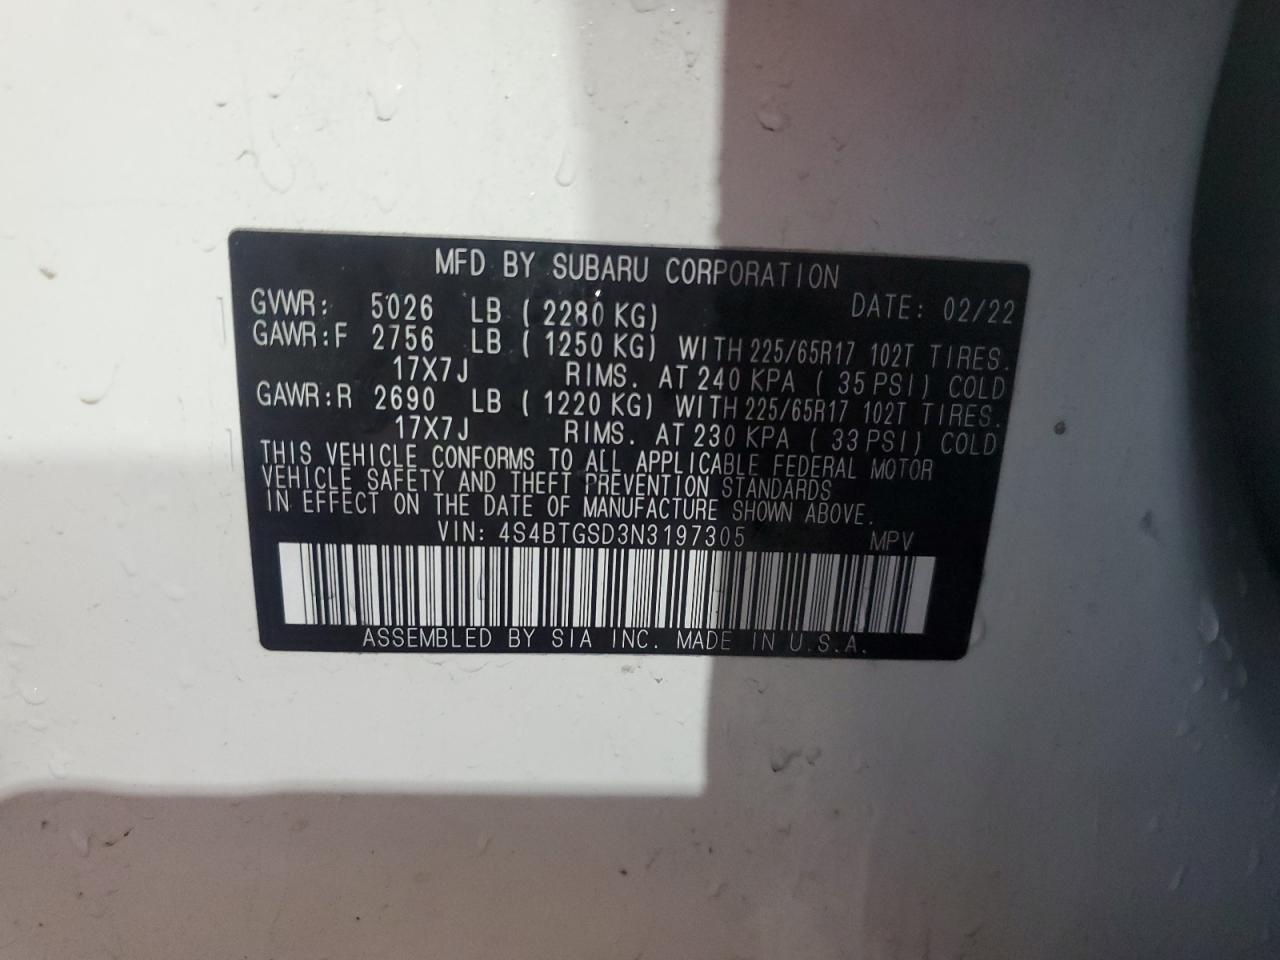 MFD BY SUBARU CORPORATION
GVWR: 5026 LB ( 2280 KG) DATE: 02/22
GAWR:F 2756 LB ( 1250 KG) WITH 225/65R17 102T TIRES.
17X7J RIMS. AT 240 KPA ( 35 PSI) COLD
GAWR:R 2690 LB ( 1220 KG) WITH 225/65R17 102T TIRES.
17X7J RIMS. AT 230 KPA ( 33 PSI) COLD
THIS VEHICLE CONFORMS TO ALL APPLICABLE FEDERAL MOTOR
VEHICLE SAFETY AND THEFT PREVENTION STANDARDS
IN EFFECT ON THE DATE OF MANUFACTURE SHOWN ABOVE.
VIN: 4S4BTGSD3N3197305 MPV
ASSEMBLED BY SIA INC. MADE IN U.S.A.